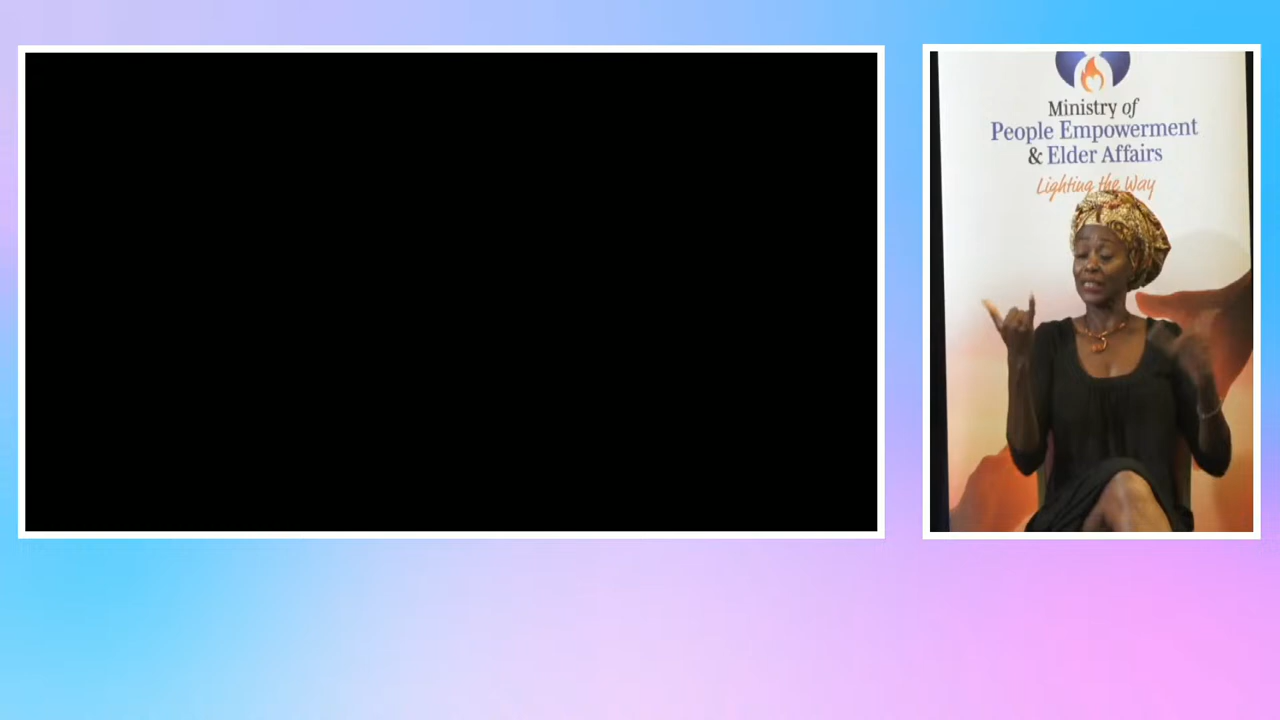 Ministry of
People Empowerment
& Elder Affairs
Lighting the Way